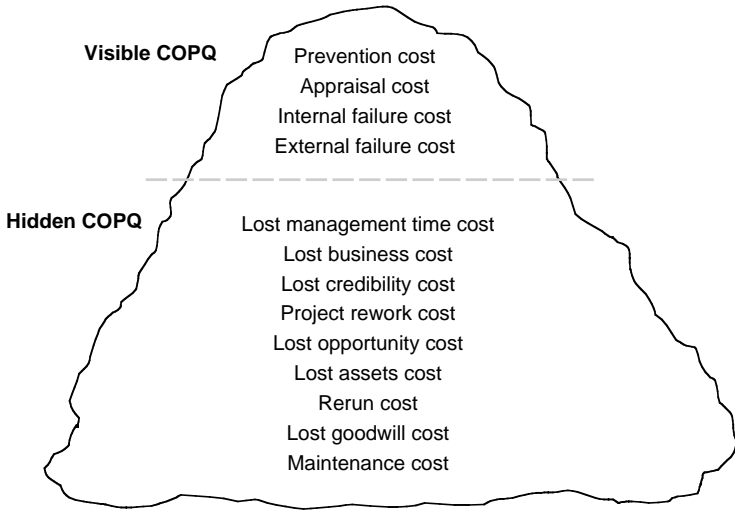 Visible COPQ
Prevention cost
Appraisal cost
Internal failure cost
External failure cost
Hidden COPQ
Lost management time cost
Lost business cost
Lost credibility cost
Project rework cost
Lost opportunity cost
Lost assets cost
Rerun cost
Lost goodwill cost
Maintenance cost